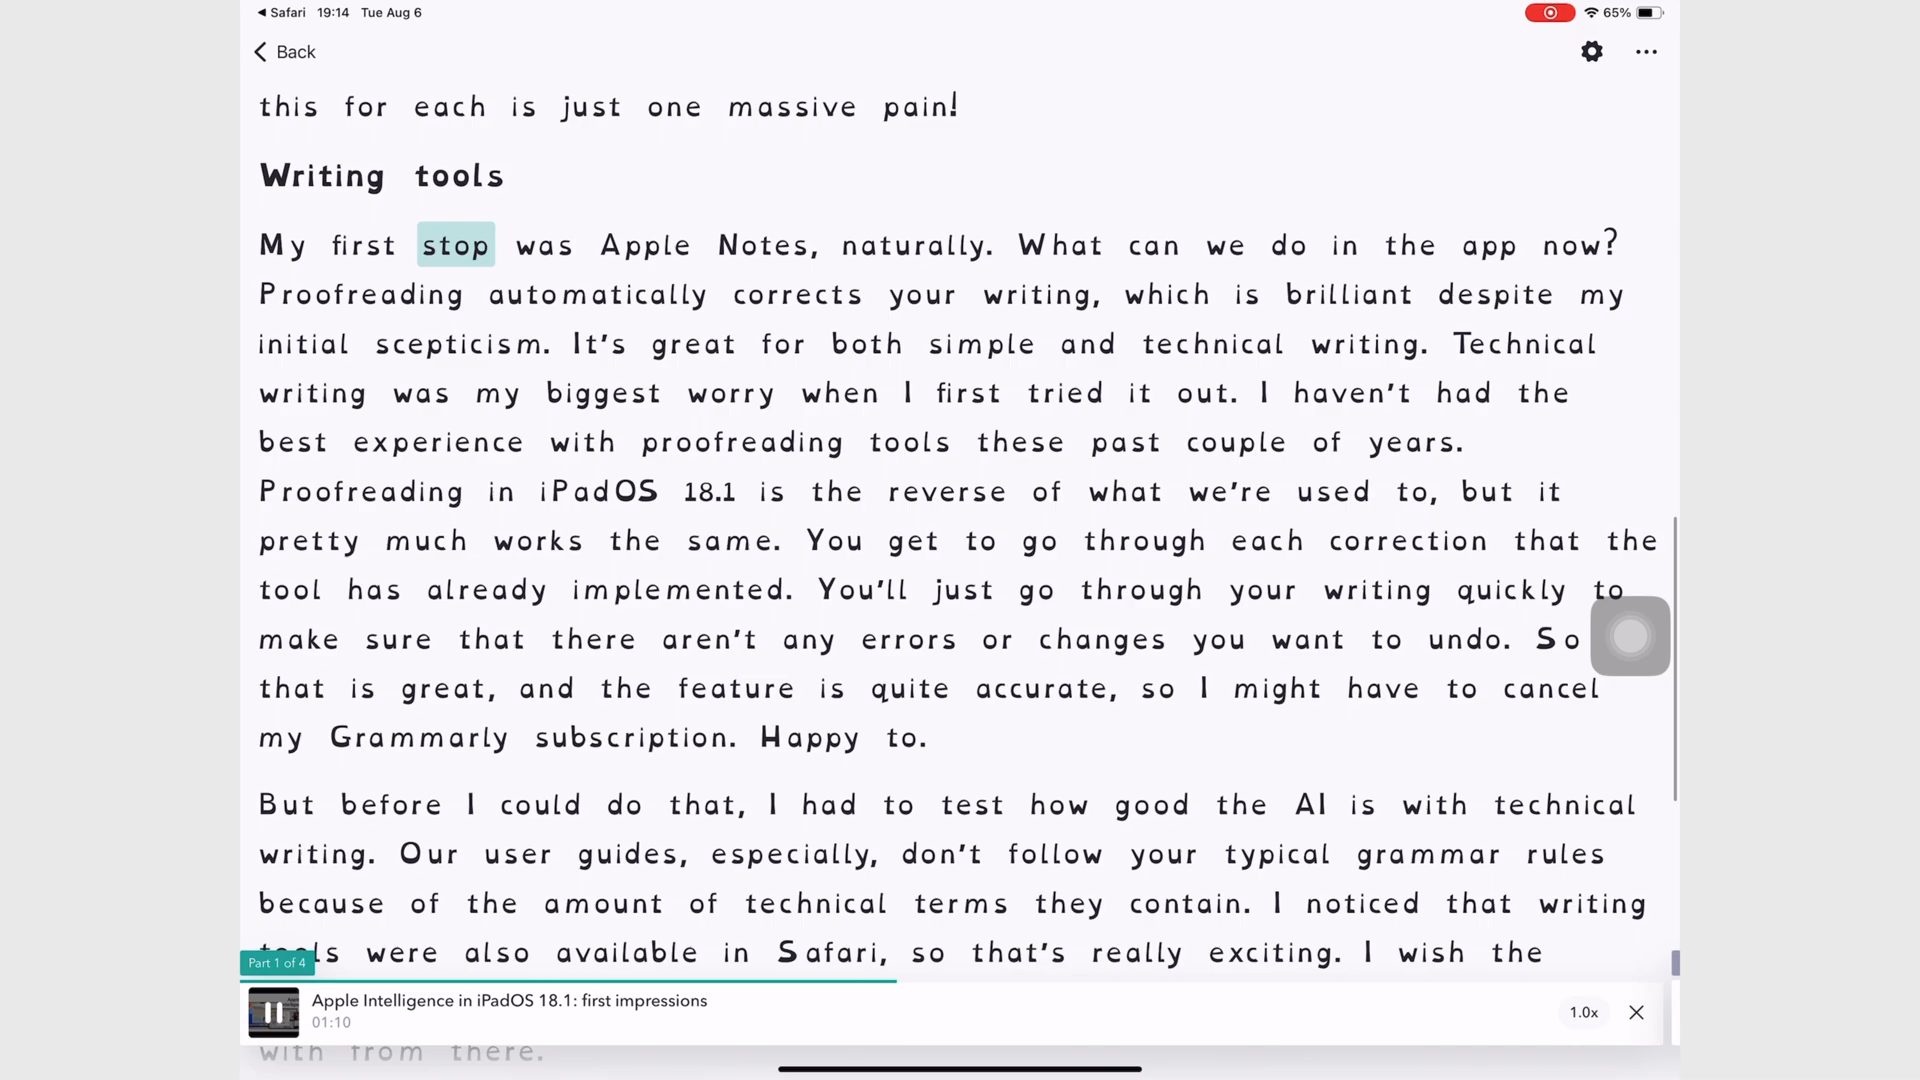 Safari 19:14 Tue Aug 6 65%
Back
this for each is just one massive pain!
Writing tools
My first stop was Apple Notes, naturally. What can we do in the app now?
Proofreading automatically corrects your writing, which is brilliant despite my
initial scepticism. It's great for both simple and technical writing. Technical
writing was my biggest worry when I first tried it out. I haven't had the
best experience with proofreading tools these past couple of years.
Proofreading in iPadOS 18.1 is the reverse of what we're used to, but it
pretty much works the same. You get to go through each correction that the
tool has already implemented. You'll just go through your writing quickly to
make sure that there aren't any errors or changes you want to undo. So
that is great, and the feature is quite accurate, so I might have to cancel
my Grammarly subscription. Happy to.
But before I could do that, I had to test how good the AI is with technical
writing. Our user guides, especially, don't follow your typical grammar rules
because of the amount of technical terms they contain. I noticed that writing
tools were also available in Safari, so that's really exciting. I wish the
Part 1 of 4
Apple Intelligence in iPadOS 18.1: first impressions
01:10
1.0x
with from there.